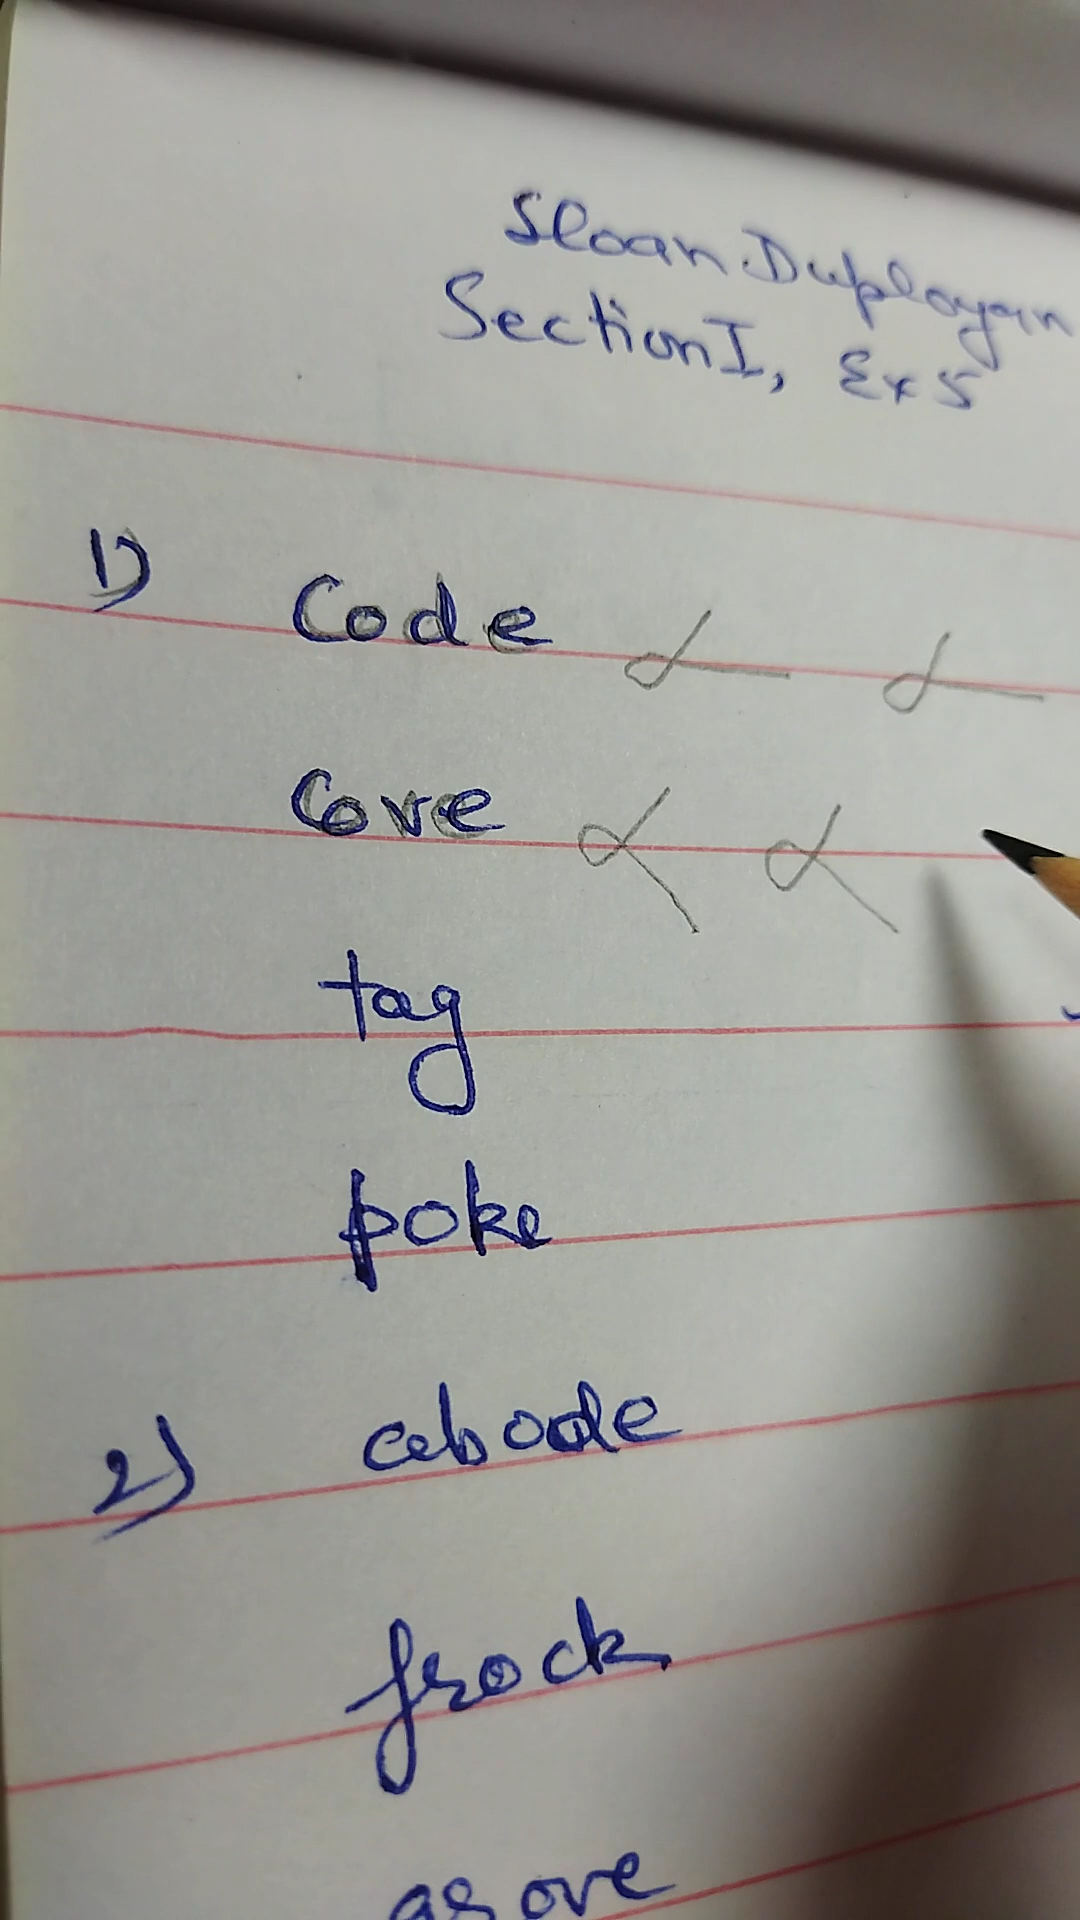 Sloan Duployan
Section I, Ex 5
1) Code
Cove
tag
poke
2) abode
frock